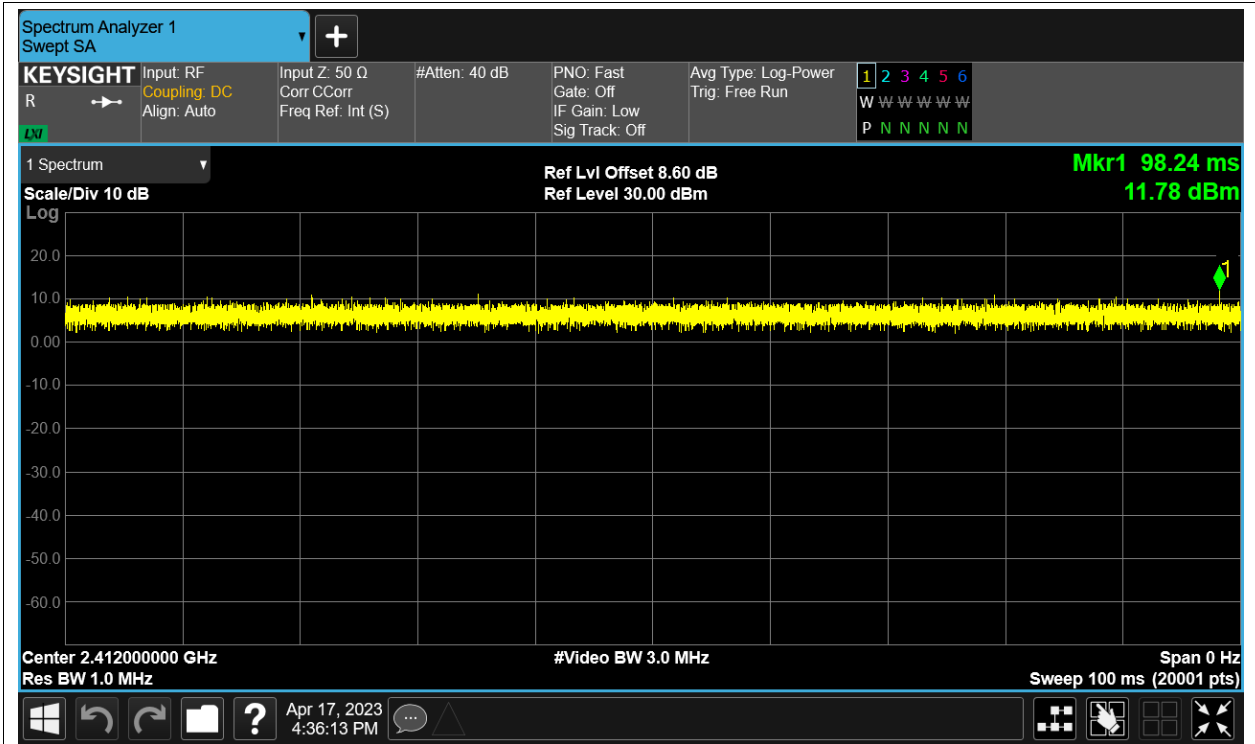 Spectrum Analyzer 1
Swept SA
+
KEYSIGHT
R
LXI
Input: RF
Coupling: DC
Align: Auto
Input Z: 50 Ω
Corr CCorr
Freq Ref: Int (S)
#Atten: 40 dB
PNO: Fast
Gate: Off
IF Gain: Low
Sig Track: Off
Avg Type: Log-Power
Trig: Free Run
1 2 3 4 5 6
W W W W W W
P N N N N N
1 Spectrum
Scale/Div 10 dB
Log
Ref Lvl Offset 8.60 dB
Ref Level 30.00 dBm
Mkr1 98.24 ms
11.78 dBm
20.0
1
10.0
0.00
-10.0
-20.0
-30.0
-40.0
-50.0
-60.0
Center 2.412000000 GHz
Res BW 1.0 MHz
#Video BW 3.0 MHz
Span 0 Hz
Sweep 100 ms (20001 pts)
?
Apr 17, 2023
4:36:13 PM